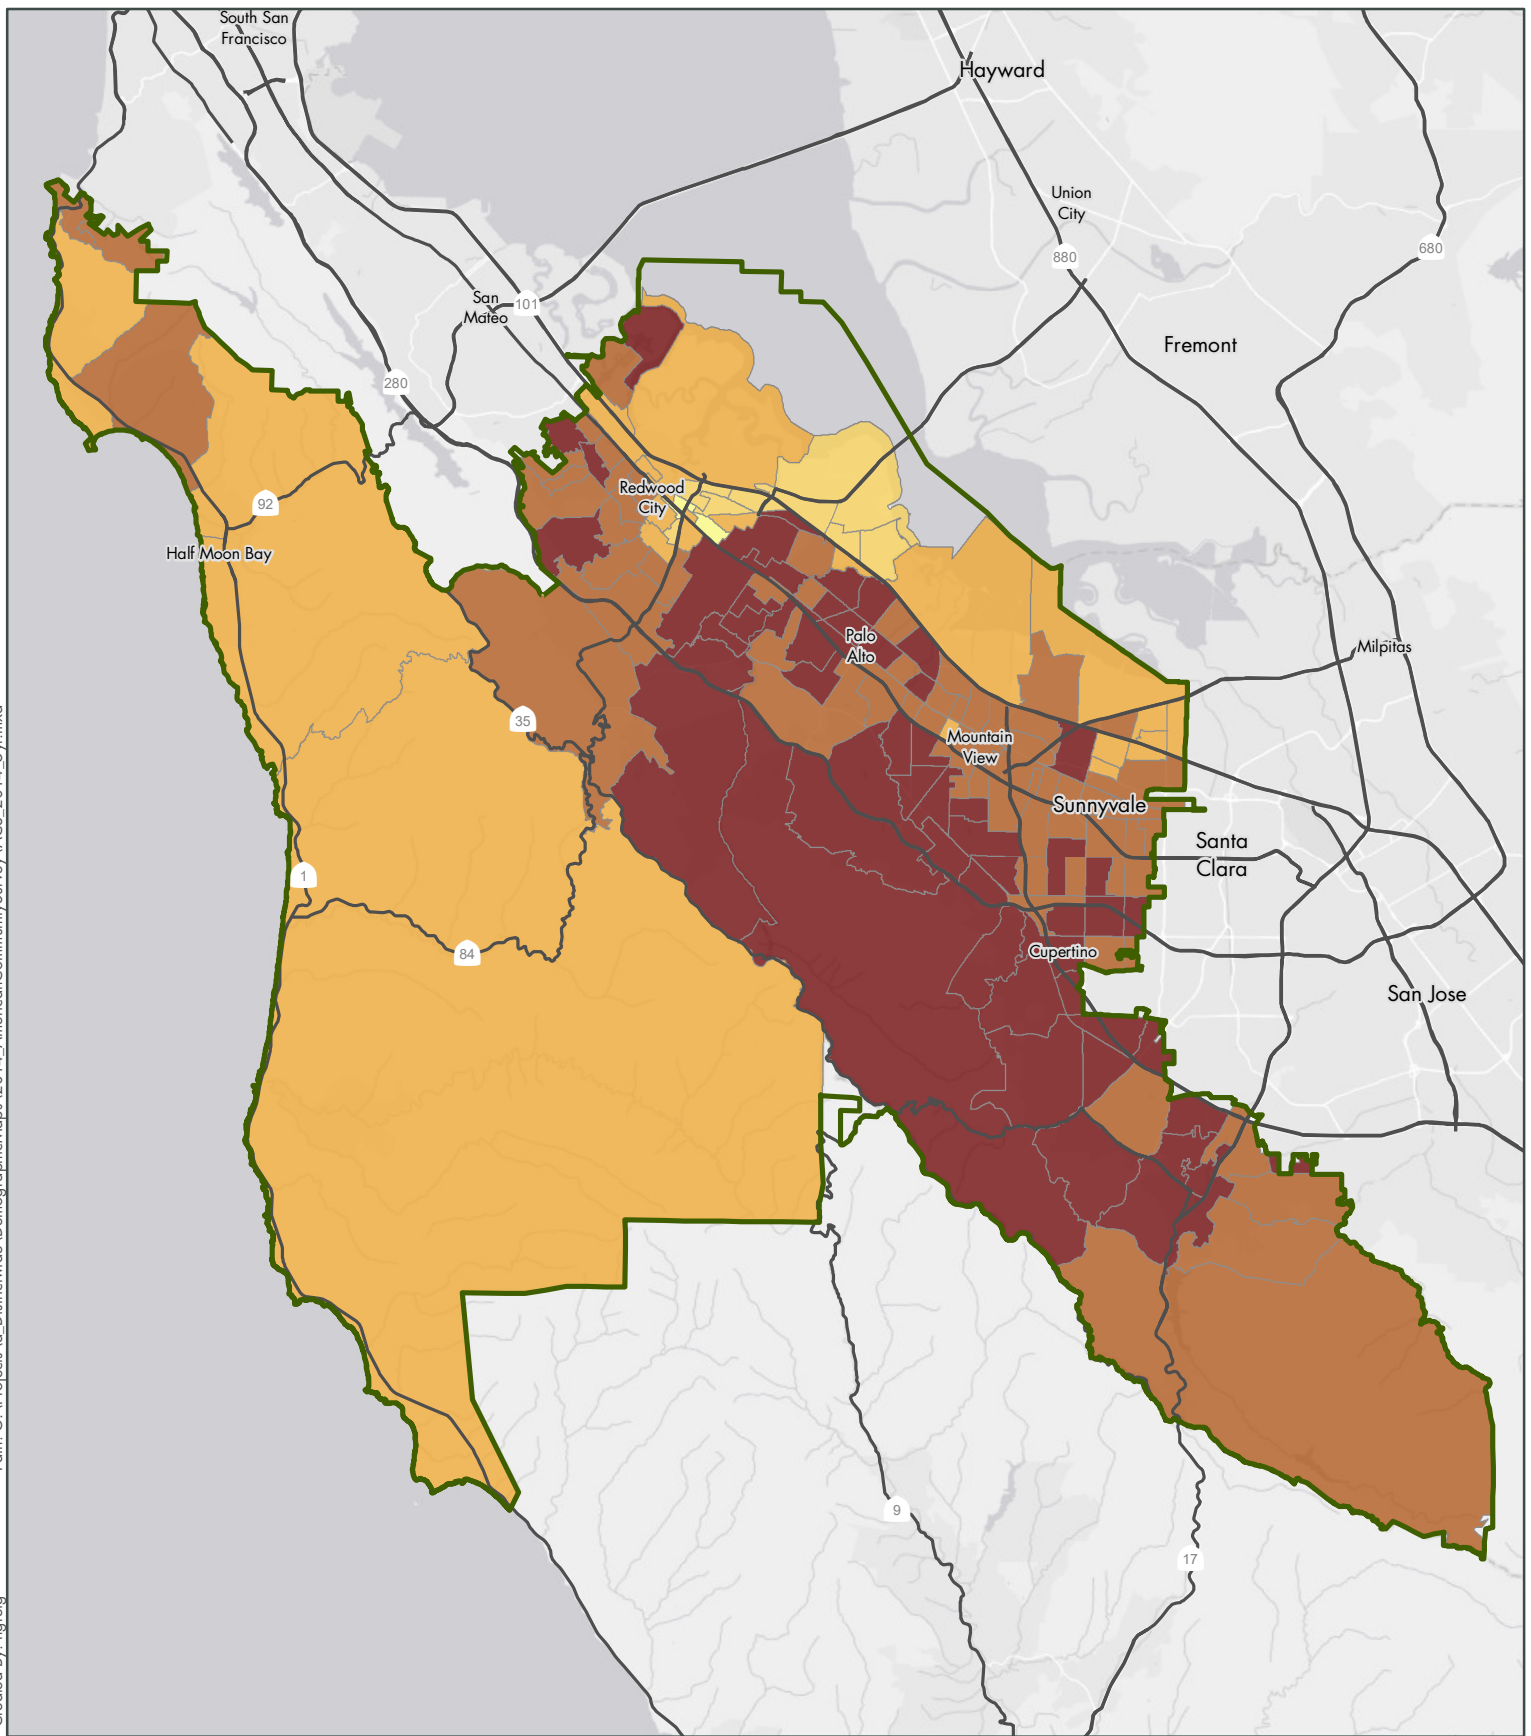 South San
Francisco
Hayward
Union
City
880
680
San
Mateo
101
Fremont
280
Redwood
City
92
Half Moon Bay
Palo
Alto
Milpitas
35
Mountain
View
Sunnyvale
Santa
Clara
1
84
Cupertino
San Jose
9
17